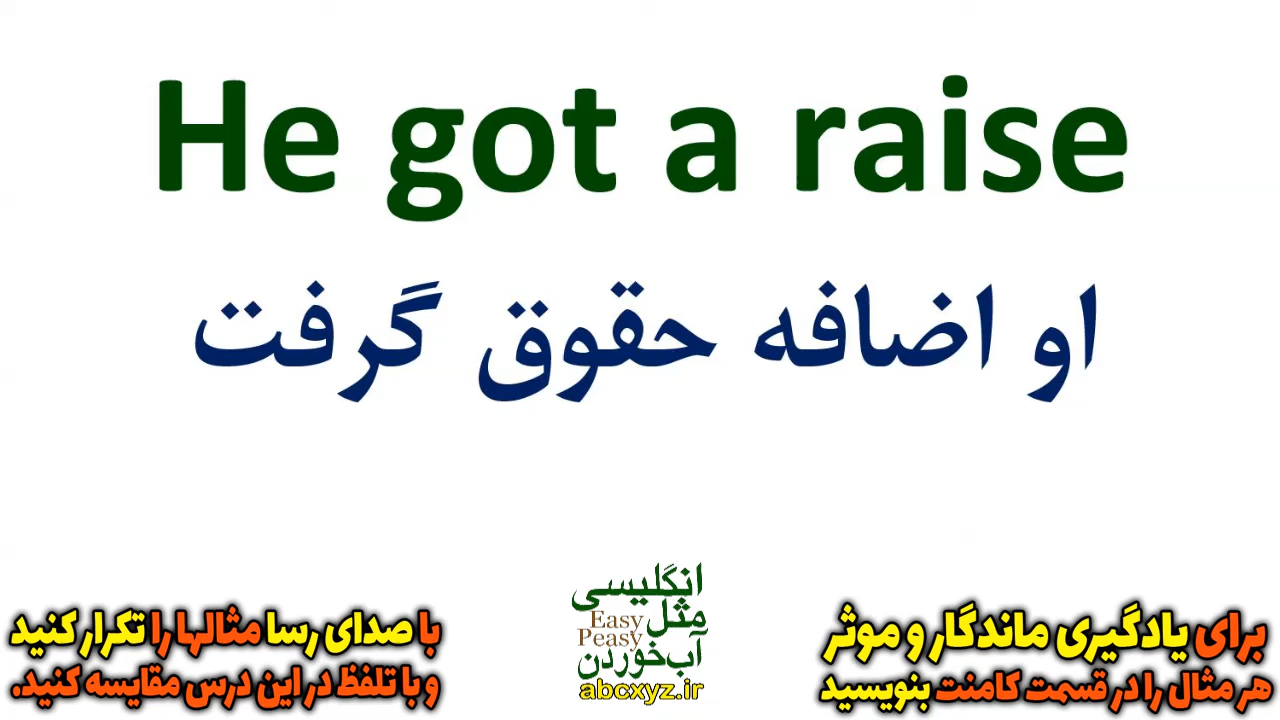 He got a raise
او اضافه حقوق گرفت
برای یادگیری ماندگار و موثر
هر مثال را در قسمت کامنت بنویسید
انگلیسی
مثل
Easy
Peasy
آب‌خوردن
abcxyz.ir
با صدای رسا مثالها را تکرار کنید
و با تلفظ در این درس مقایسه کنید.